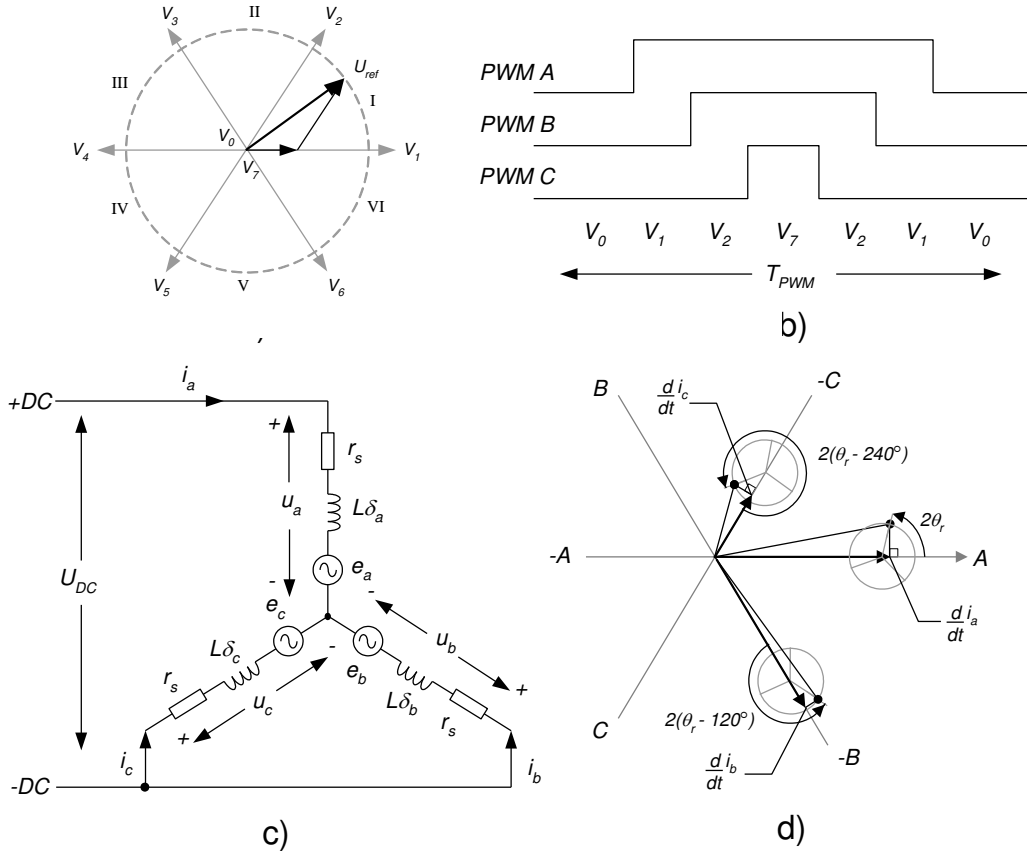 II
V3
V2
Uref
III
I
V0
V4
V7
V1
IV
VI
V5
V
V6
PWM A
PWM B
PWM C
V0 V1 V2 V7 V2 V1 V0
TPWM
b)
ia
+DC
+
rs
ua
Lδa
UDC
-
ea
ec
-
eb
Lδc
-
ub
rs
uc
Lδb
+
+
rs
ic
ib
-DC
c)
B
d/dt ic
-C
2(θr - 240°)
2θr
-A
A
d/dt ia
C
2(θr - 120°)
-B
d/dt ib
d)